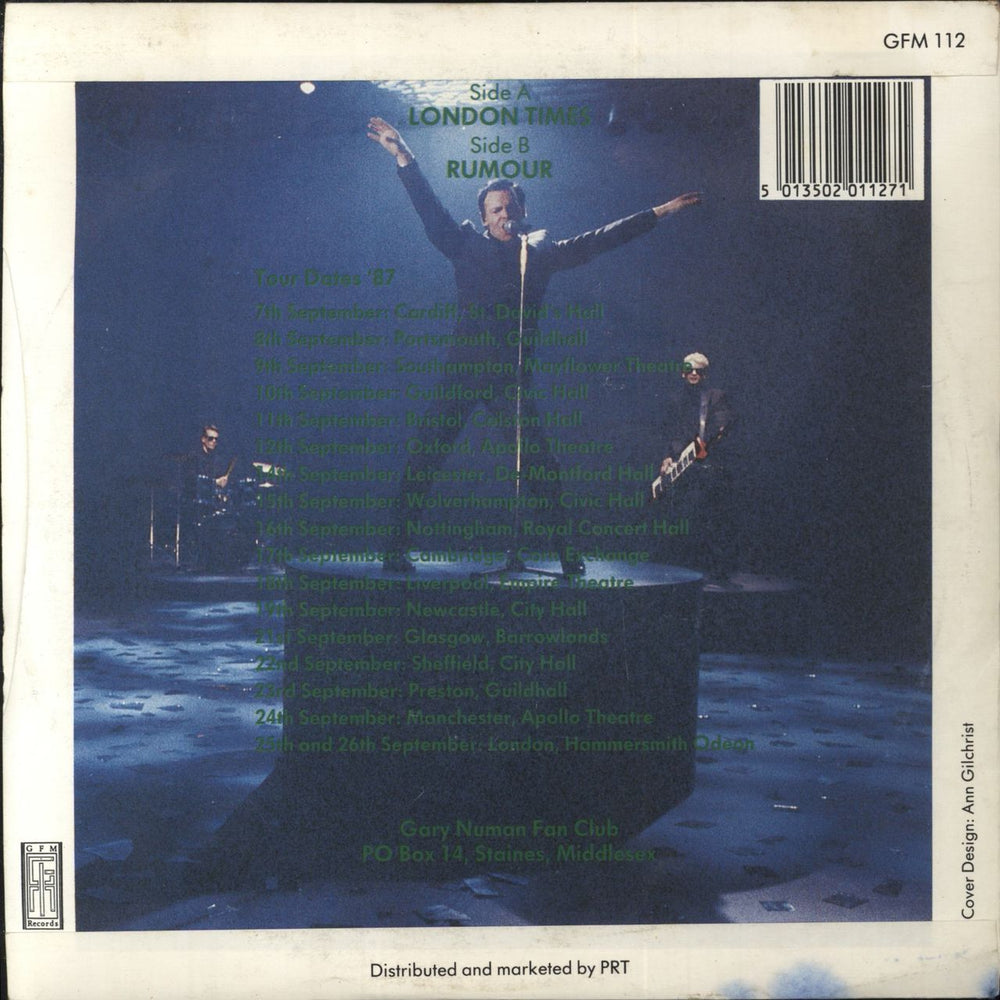 GFM 112
Side A
LONDON TIMES
Side B
RUMOUR
5 013502 011271
Tour Dates '87
7th September: Cardiff, St. David's Hall
8th September: Portsmouth, Guildhall
9th September: Southampton, Mayflower Theatre
10th September: Guildford, Civic Hall
11th September: Bristol, Colston Hall
12th September: Oxford, Apollo Theatre
14th September: Leicester, De-Montford Hall
15th September: Wolverhampton, Civic Hall
16th September: Nottingham, Royal Concert Hall
17th September: Cambridge, Corn Exchange
18th September: Liverpool, Empire Theatre
19th September: Newcastle, City Hall
21st September: Glasgow, Barrowlands
22nd September: Sheffield, City Hall
23rd September: Preston, Guildhall
24th September: Manchester, Apollo Theatre
25th and 26th September: London, Hammersmith Odeon
Gary Numan Fan Club
PO Box 14, Staines, Middlesex
Cover Design: Ann Gilchrist
GFM
Records
Distributed and marketed by PRT